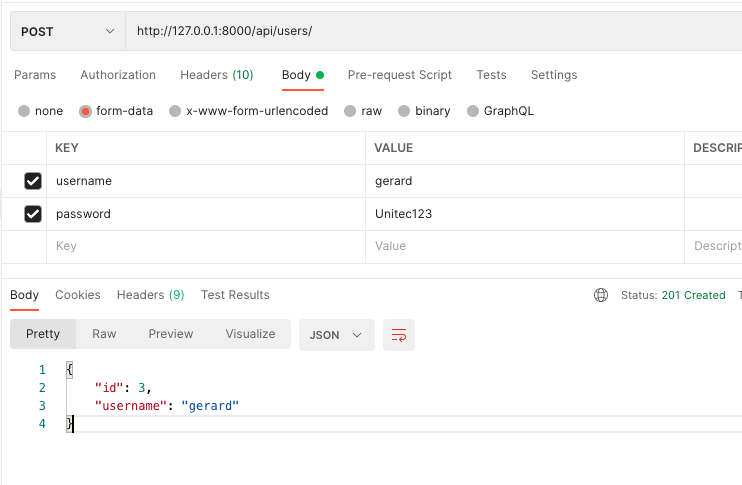 POST http://127.0.0.1:8000/api/users/
Params Authorization Headers (10) Body Pre-request Script Tests Settings
none form-data x-www-form-urlencoded raw binary GraphQL
KEY VALUE DESCRIP
username gerard
password Unitec123
Key Value Descript
Body Cookies Headers (9) Test Results Status: 201 Created T
Pretty Raw Preview Visualize JSON
1 {
2 "id": 3,
3 "username": "gerard"
4 }